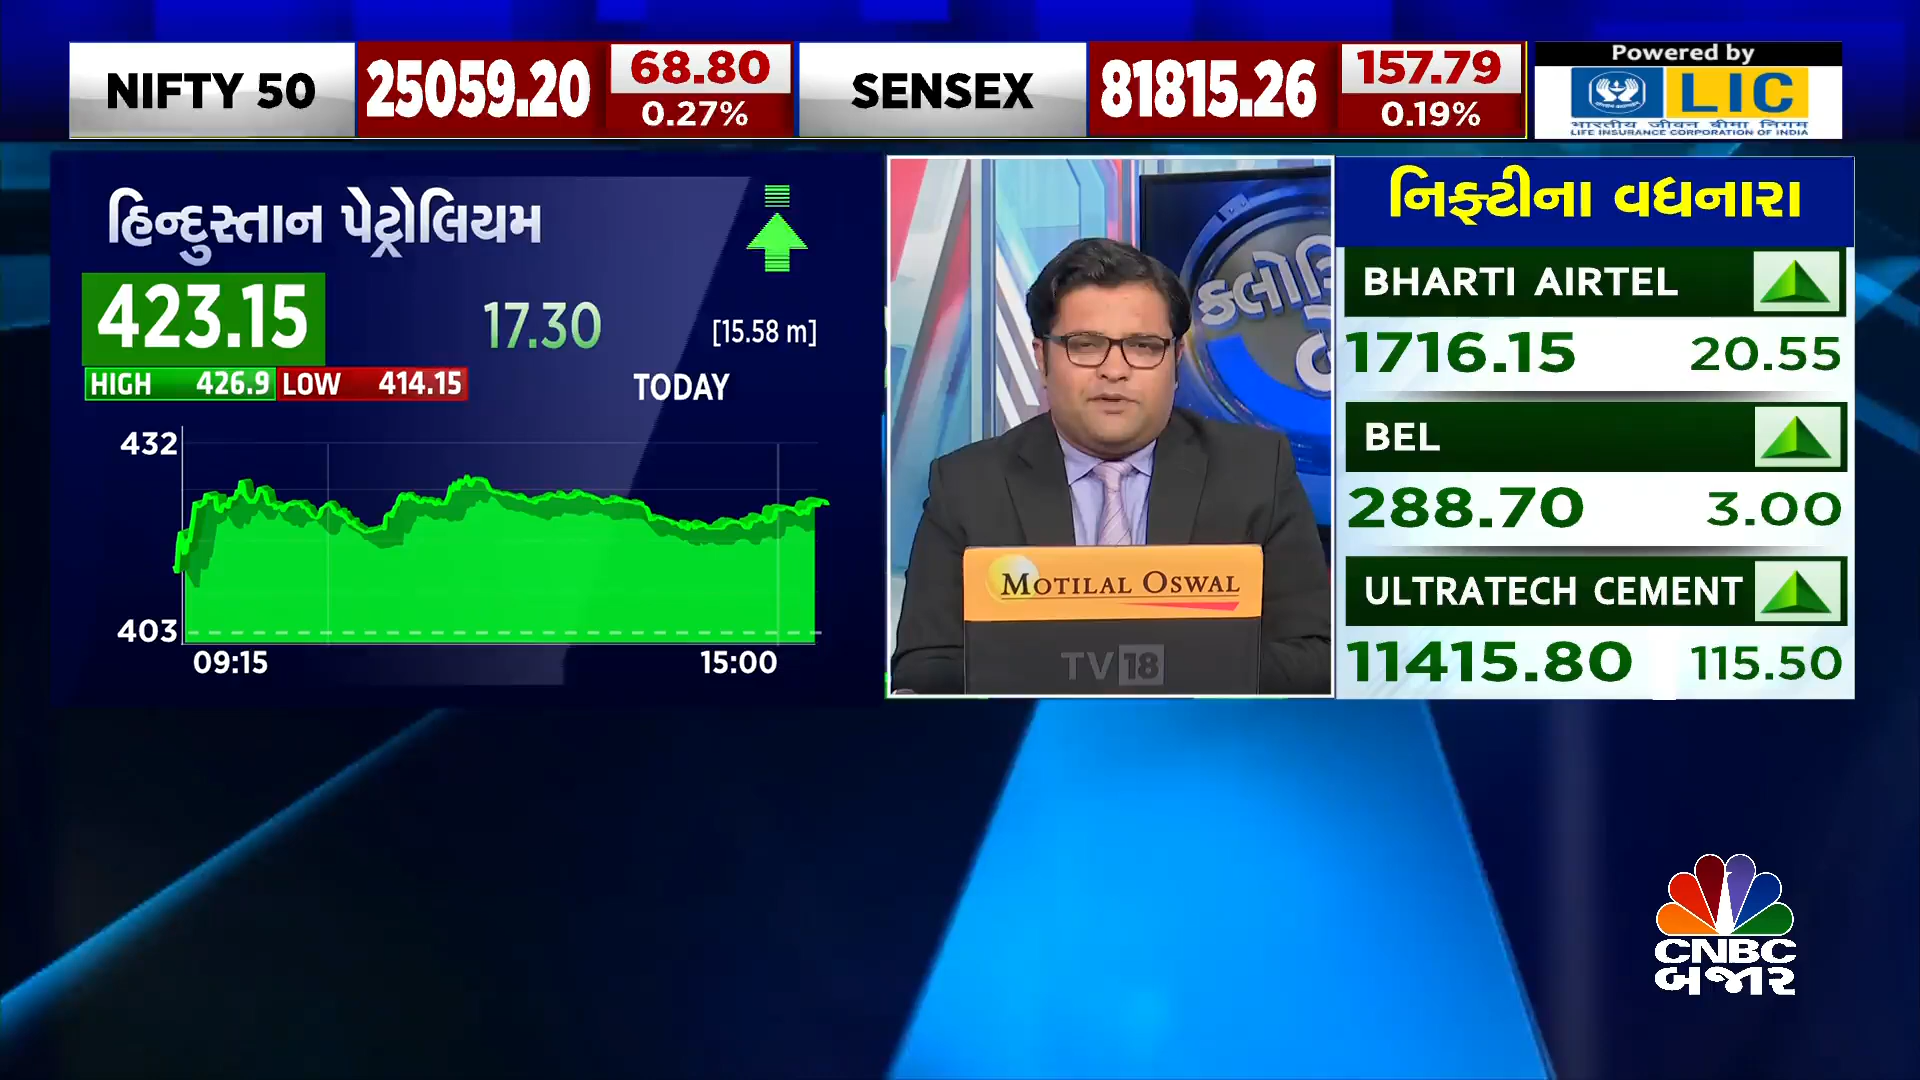 NIFTY 50
25059.20
68.80
0.27%
SENSEX
81815.26
157.79
0.19%
Powered by
LIC
भारतीय जीवन बीमा निगम
LIFE INSURANCE CORPORATION OF INDIA
હિન્દુસ્તાન પેટ્રોલિયમ
423.15
17.30
[15.58 m]
HIGH 426.9 LOW 414.15
TODAY
432
403
09:15
15:00
MOTILAL OSWAL
TV18
નિફ્ટીના વધનારા
BHARTI AIRTEL
1716.15 20.55
BEL
288.70 3.00
ULTRATECH CEMENT
11415.80 115.50
CNBC
બજાર